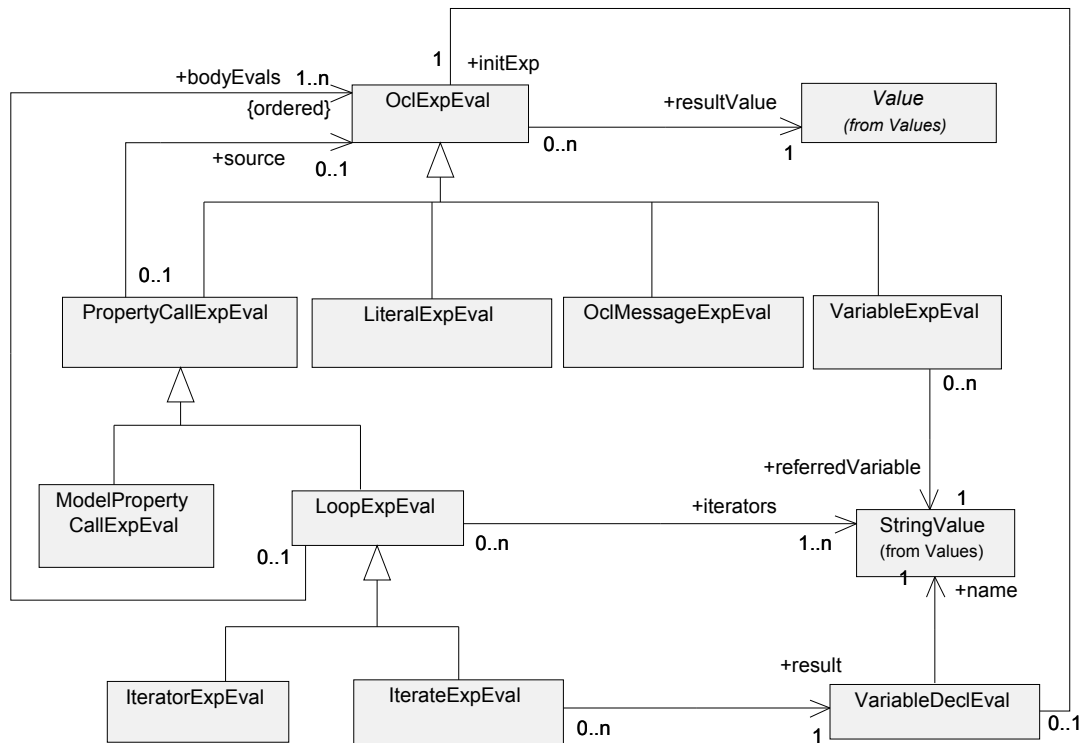 1
+initExp
+bodyEvals 1..n
{ordered}
OclExpEval
+resultValue
Value
(from Values)
0..n
1
+source
0..1
0..1
PropertyCallExpEval
LiteralExpEval
OclMessageExpEval
VariableExpEval
0..n
+referredVariable
1
ModelProperty
CallExpEval
LoopExpEval
0..1
0..n
+iterators
1..n
StringValue
(from Values)
1
+name
IteratorExpEval
IterateExpEval
0..n
+result
1
VariableDeclEval
0..1